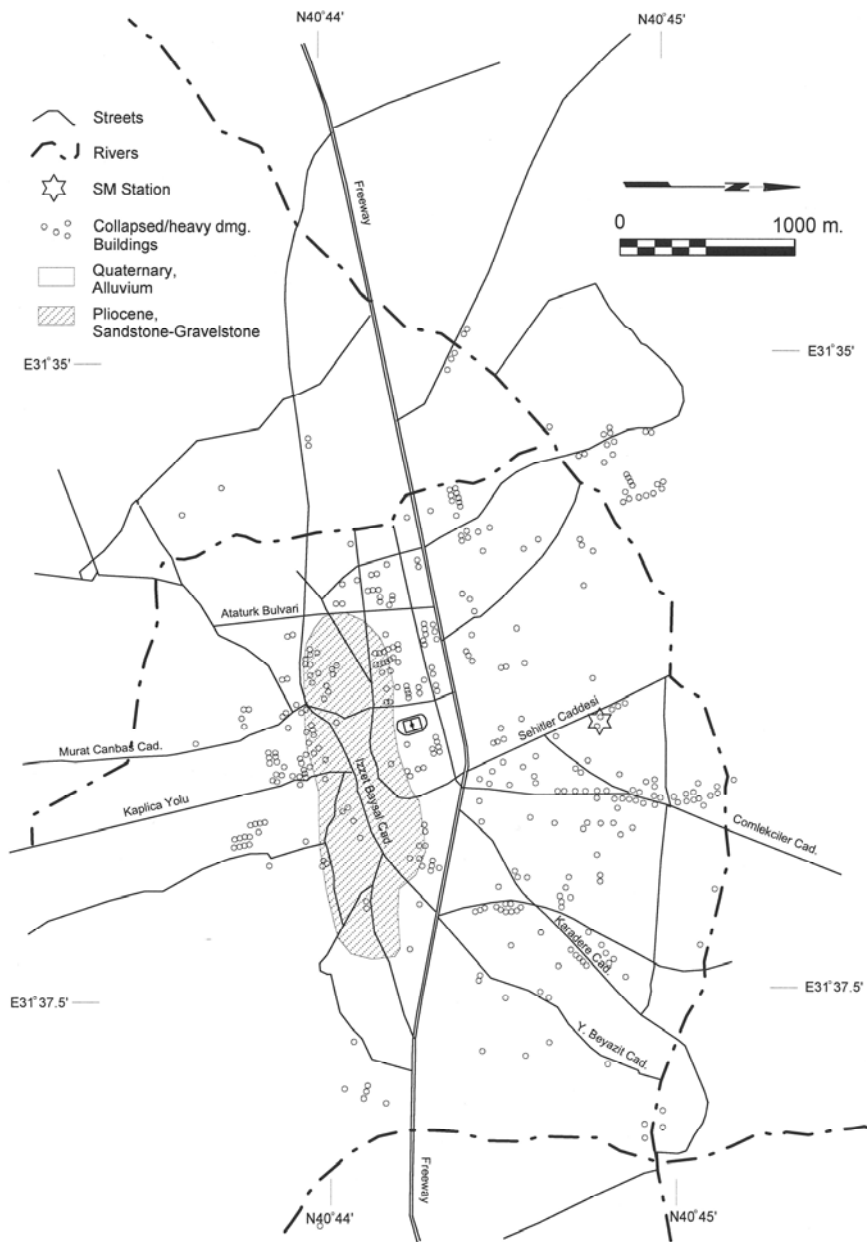 N40°44'
N40°45'
Streets
Rivers
SM Station
Collapsed/heavy dmg.
Buildings
Quaternary,
Alluvium
Pliocene,
Sandstone-Gravelstone
Freeway
N
0
1000 m.
E31°35'
E31°35'
Ataturk Bulvari
Sehitler Caddesi
Murat Canbas Cad.
Izzet Baysal Cad.
Kaplica Yolu
Comlekciler Cad.
Karadere Cad.
E31°37.5'
E31°37.5'
Y. Beyazit Cad.
Freeway
N40°44'
N40°45'